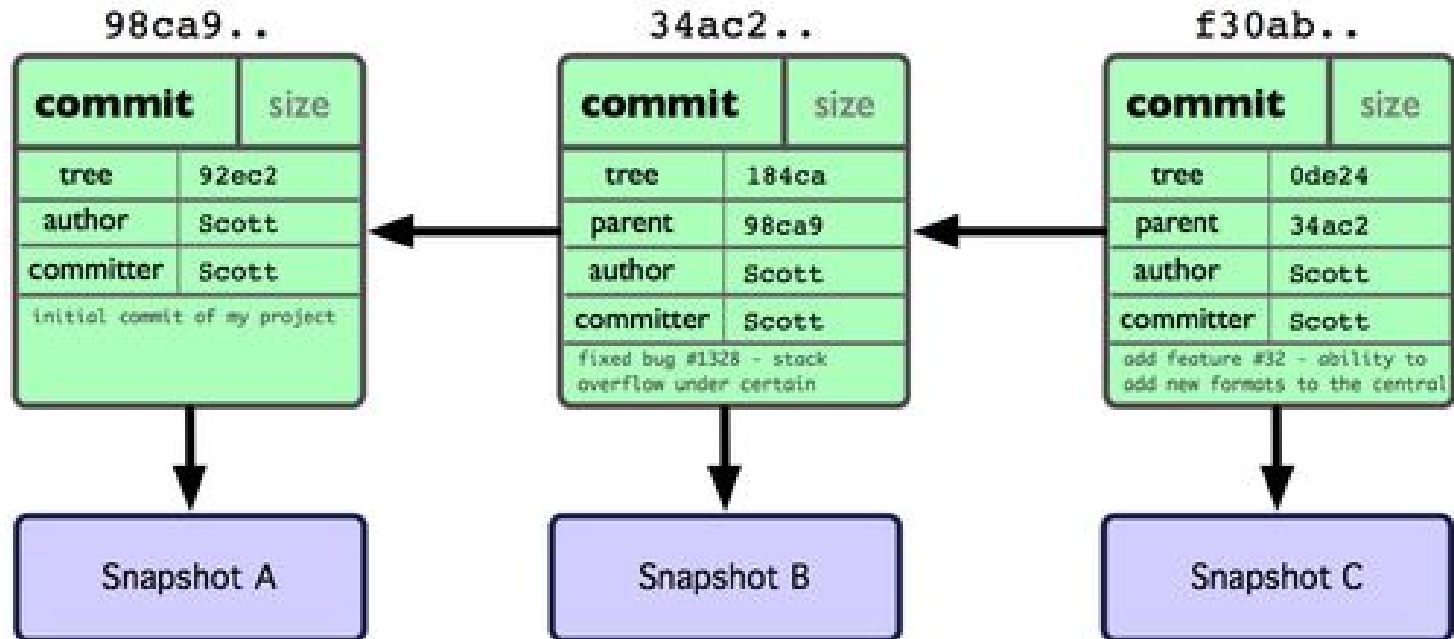 98ca9..
commit size
tree 92ec2
author Scott
committer Scott
initial commit of my project
Snapshot A
34ac2..
commit size
tree 184ca
parent 98ca9
author Scott
committer Scott
fixed bug #1328 - stack
overflow under certain
Snapshot B
f30ab..
commit size
tree 0de24
parent 34ac2
author Scott
committer Scott
add feature #32 - ability to
add new formats to the central
Snapshot C